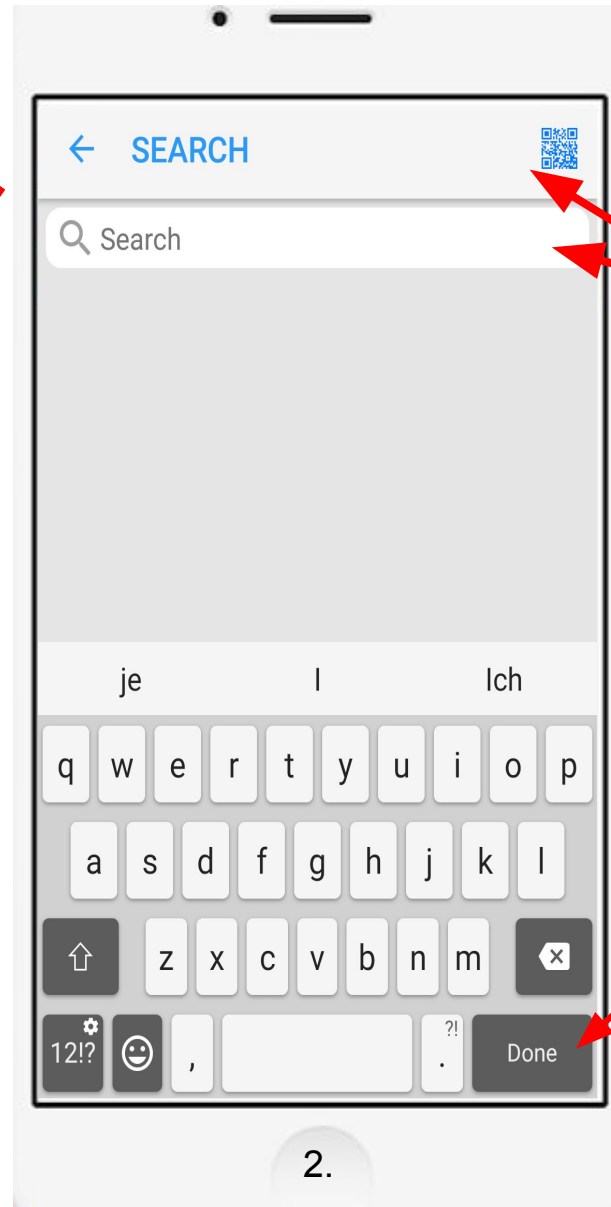 SEARCH
Search
je I Ich
q w e r t y u i o p
a s d f g h j k l
z x c v b n m
?!
12!? , . Done
2.